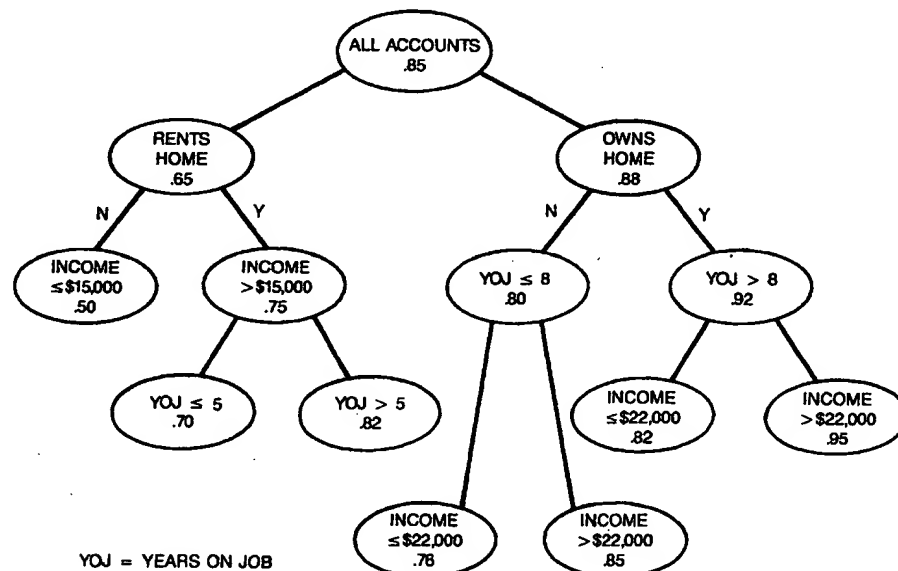 ALL ACCOUNTS
.85
RENTS
HOME
.65
OWNS
HOME
.88
N
Y
N
Y
INCOME
≤$15,000
.50
INCOME
>$15,000
.75
YOJ ≤ 8
.80
YOJ > 8
.92
YOJ ≤ 5
.70
YOJ > 5
.82
INCOME
≤$22,000
.82
INCOME
>$22,000
.95
INCOME
≤$22,000
.76
INCOME
>$22,000
.85
YOJ = YEARS ON JOB